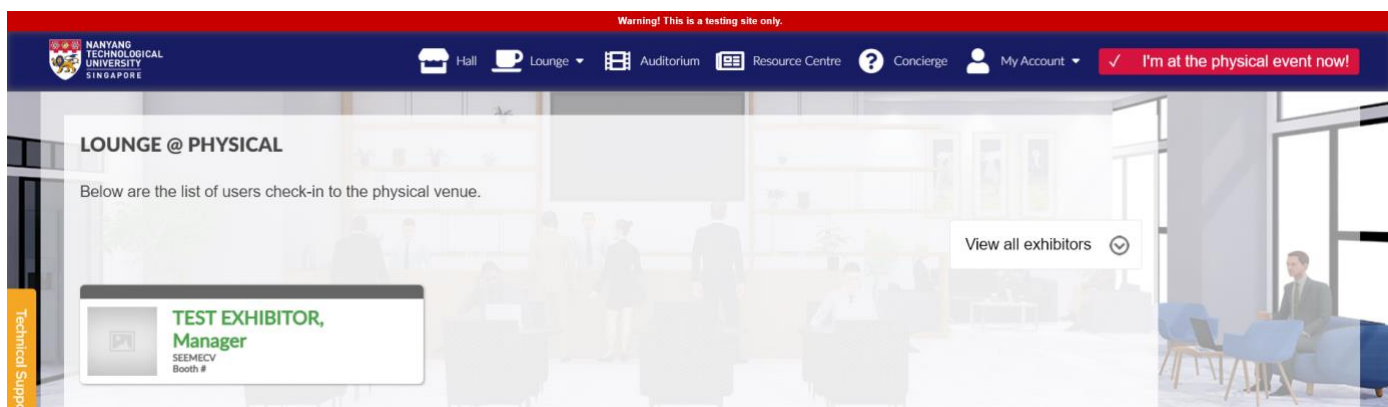 Warning! This is a testing site only.
NANYANG
TECHNOLOGICAL
UNIVERSITY
SINGAPORE
Hall
Lounge
Auditorium
Resource Centre
Concierge
My Account
✓ I'm at the physical event now!
LOUNGE @ PHYSICAL
Below are the list of users check-in to the physical venue.
View all exhibitors
TEST EXHIBITOR,
Manager
SEEMECV
Booth #
Technical Suppo